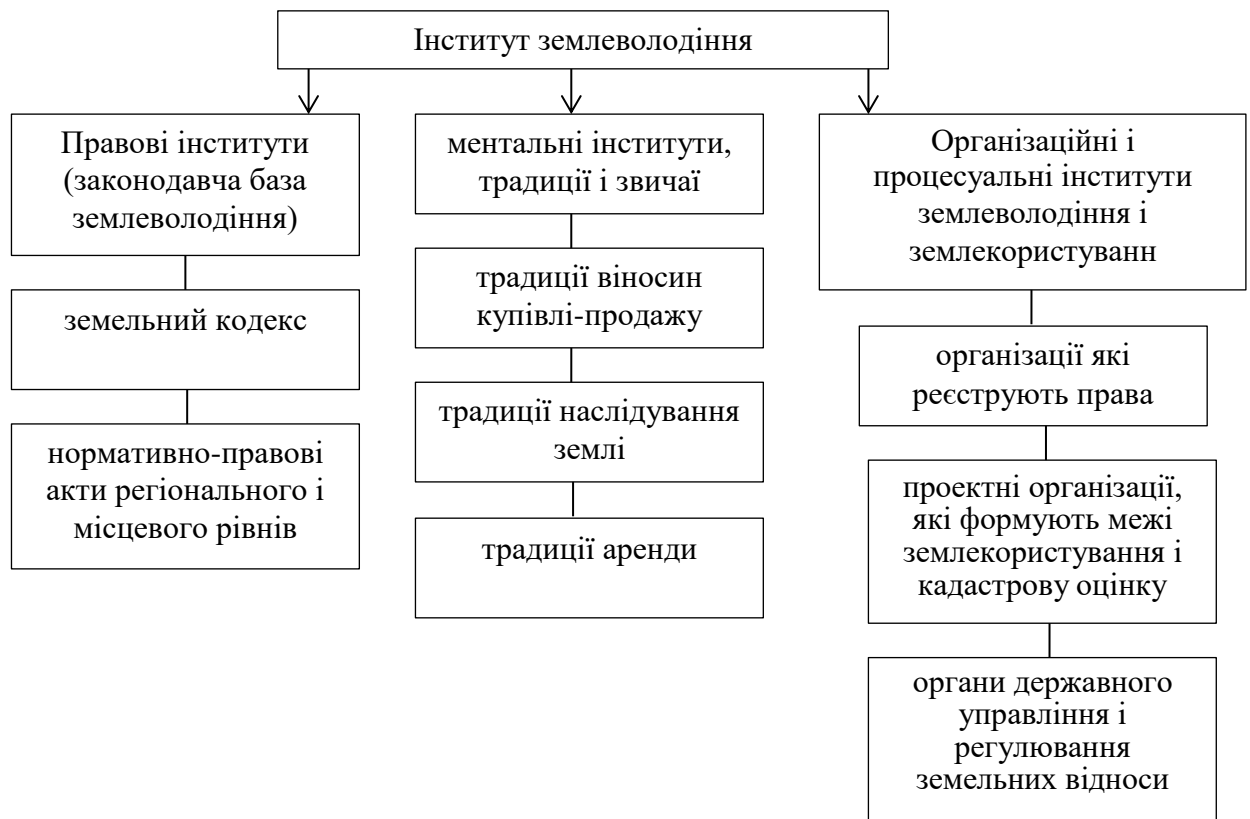 Інститут землеволодіння
Правові інститути
(законодавча база
землеволодіння)
земельний кодекс
нормативно-правові
акти регіонального і
місцевого рівнів
ментальні інститути,
традиції і звичаї
традиції віносин
купівлі-продажу
традиції наслідування
землі
традиції аренди
Організаційні і
процесуальні інститути
землеволодіння і
землекористуванн
організації які
реєструють права
проектні організації,
які формують межі
землекористування і
кадастрову оцінку
органи державного
управління і
регулювання
земельних відноси